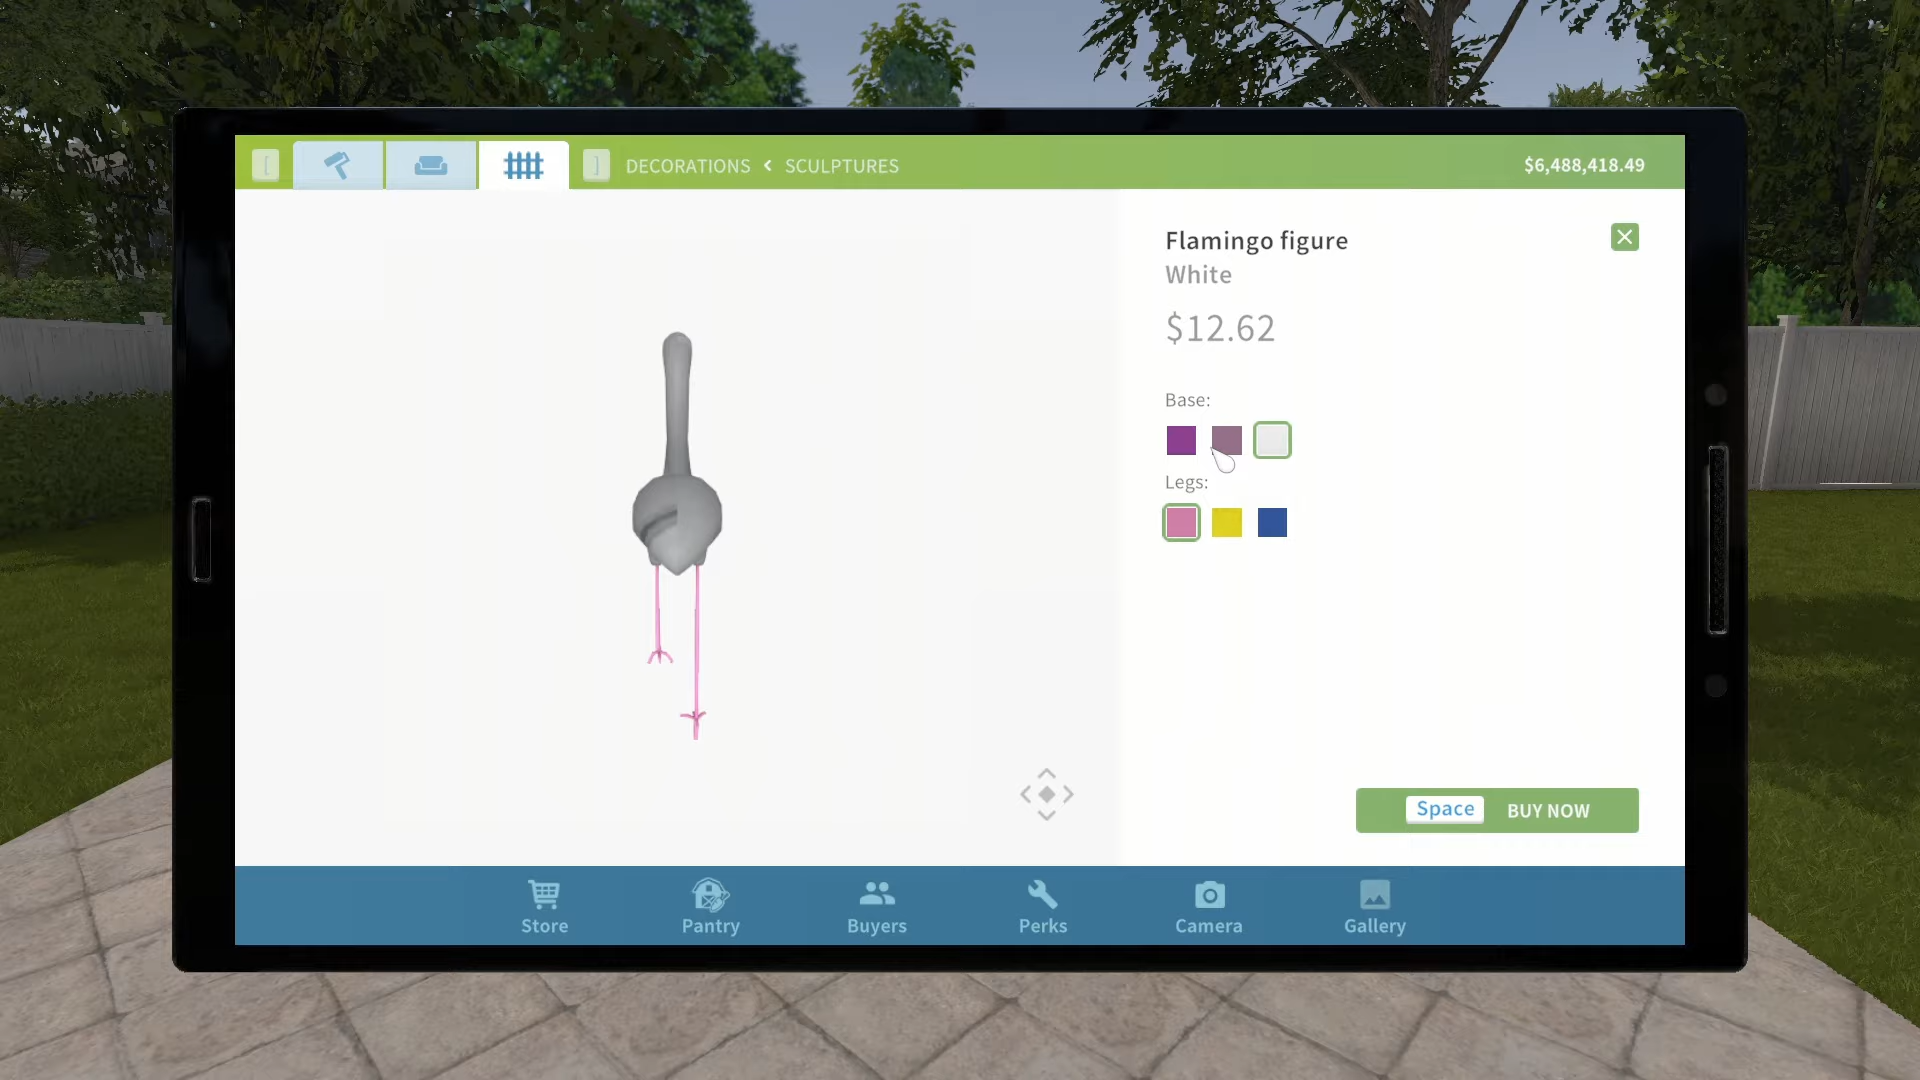 [
]
DECORATIONS < SCULPTURES
$6,488,418.49
Flamingo figure
White
$12.62
Base:
Legs:
Space BUY NOW
Store
Pantry
Buyers
Perks
Camera
Gallery